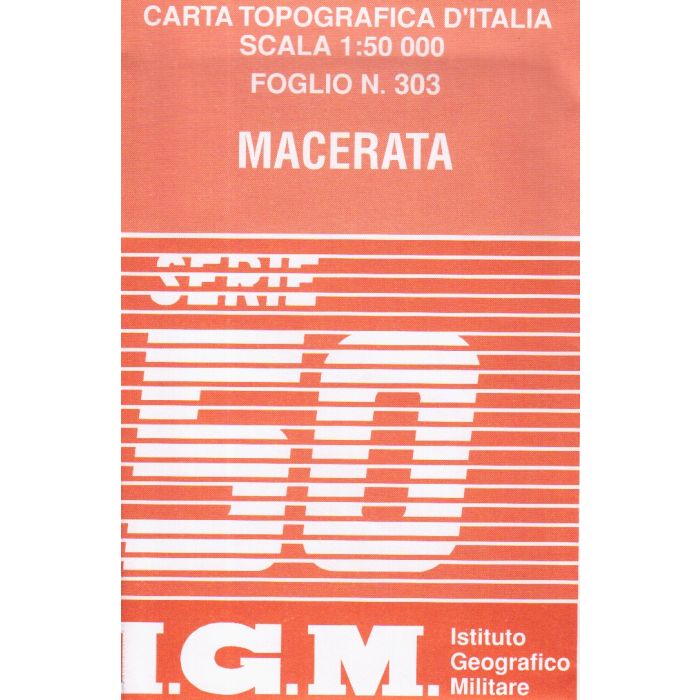 CARTA TOPOGRAFICA D'ITALIA
SCALA 1:50 000
FOGLIO N. 303
MACERATA
SERIE
50
I.G.M.
Istituto
Geografico
Militare